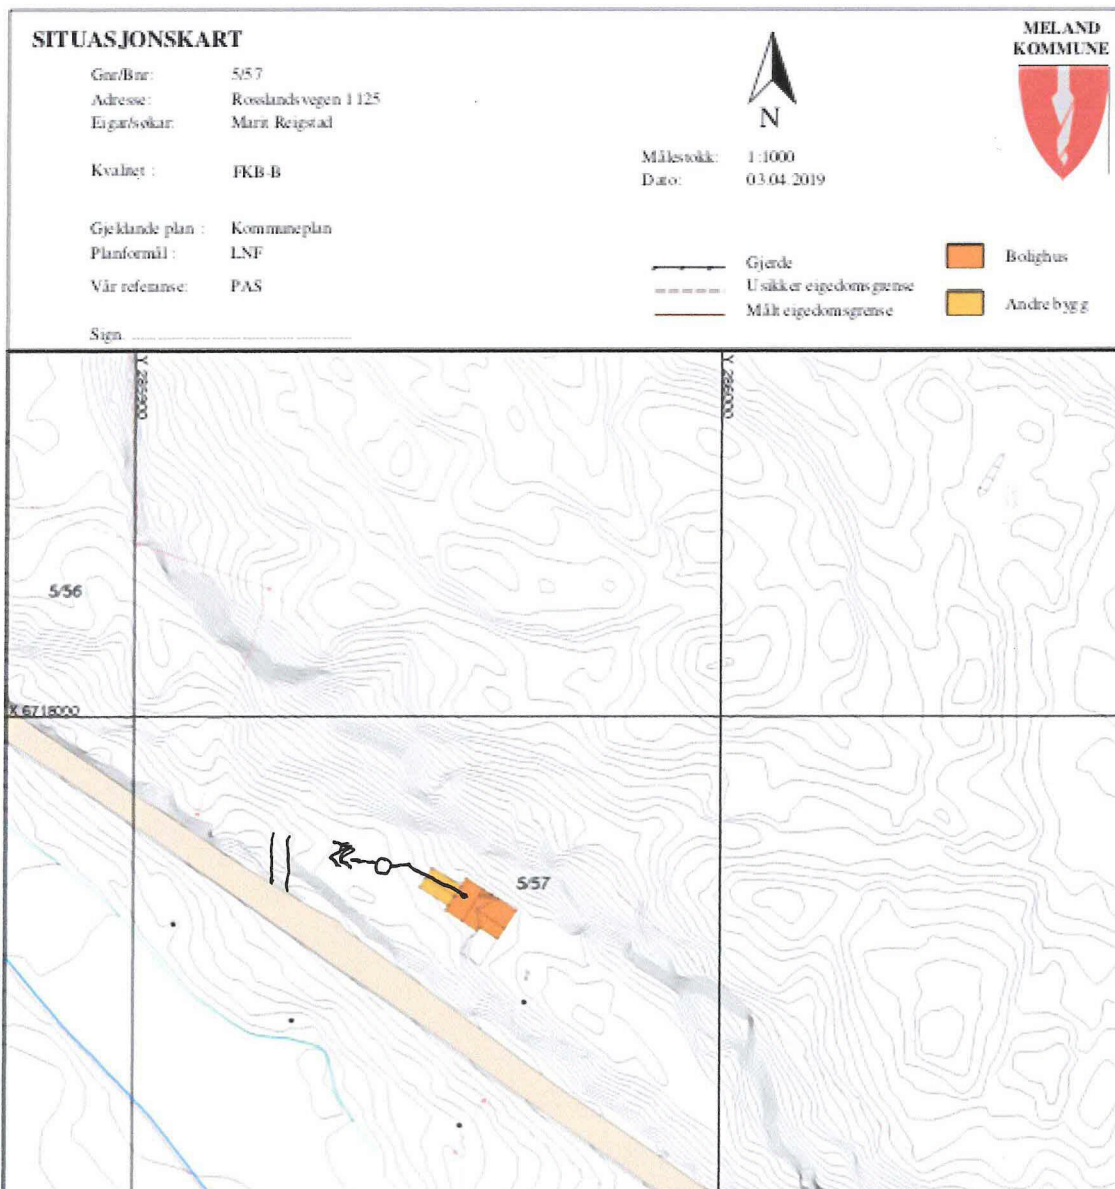 SITUASJONSKART
MELAND
KOMMUNE
Gnr/Bnr: 5/57
Adresse: Rosslandsvegen 1125
Eigar/søkar: Marit Reigstad
N
Kvalitet : FKB-B
Målestokk: 1:1000
Dato: 03.04.2019
Gjeldande plan : Kommuneplan
Planformål : LNF
Vår referanse: PAS
Sign
Gjerde
Usikker eigedomsgrense
Målt eigedomsgrense
Bolighus
Andre bygg
Y 286900
Y 286000
5/56
X 6718000
5/57